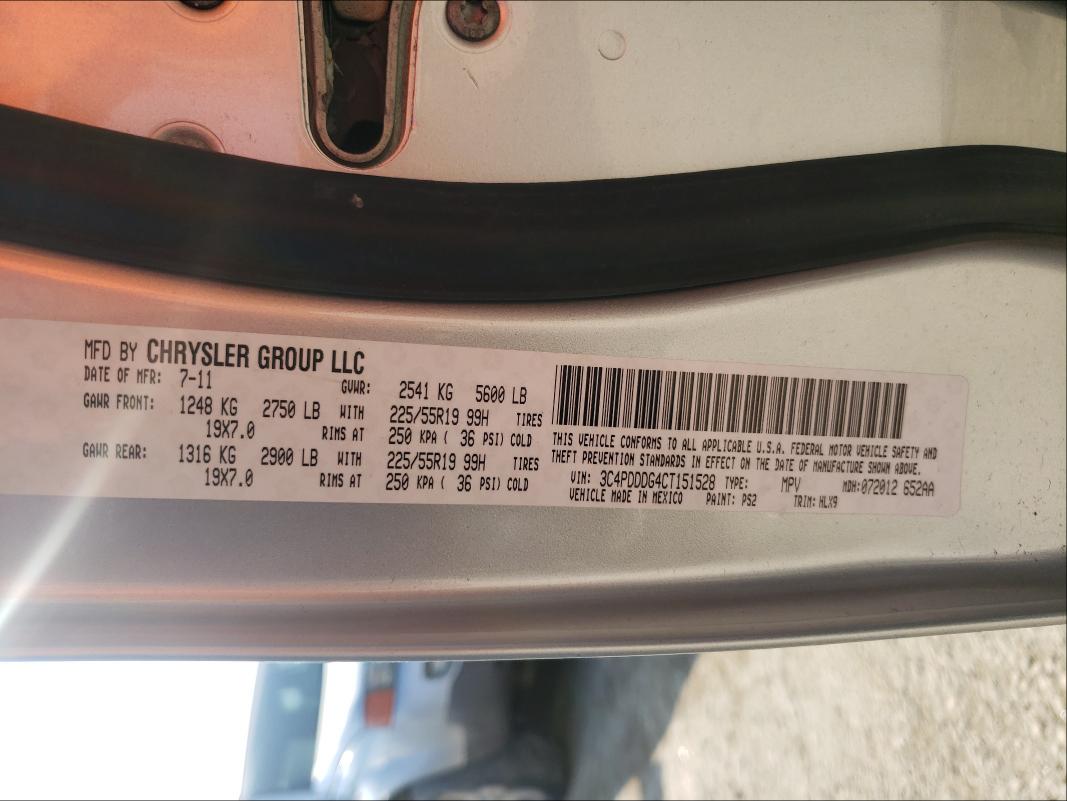 MFD BY CHRYSLER GROUP LLC
DATE OF MFR: 7-11 GVWR: 2541 KG 5600 LB
GAWR FRONT: 1248 KG 2750 LB WITH 225/55R19 99H TIRES
19X7.0 RIMS AT 250 KPA ( 36 PSI) COLD
GAWR REAR: 1316 KG 2900 LB WITH 225/55R19 99H TIRES
19X7.0 RIMS AT 250 KPA ( 36 PSI) COLD
THIS VEHICLE CONFORMS TO ALL APPLICABLE U.S.A. FEDERAL MOTOR VEHICLE SAFETY AND
THEFT PREVENTION STANDARDS IN EFFECT ON THE DATE OF MANUFACTURE SHOWN ABOVE.
VIN: 3C4PDDDG4CT151528 TYPE: MPV MDH: 072012 652AA
VEHICLE MADE IN MEXICO PAINT: PS2 TRIM: HLX9